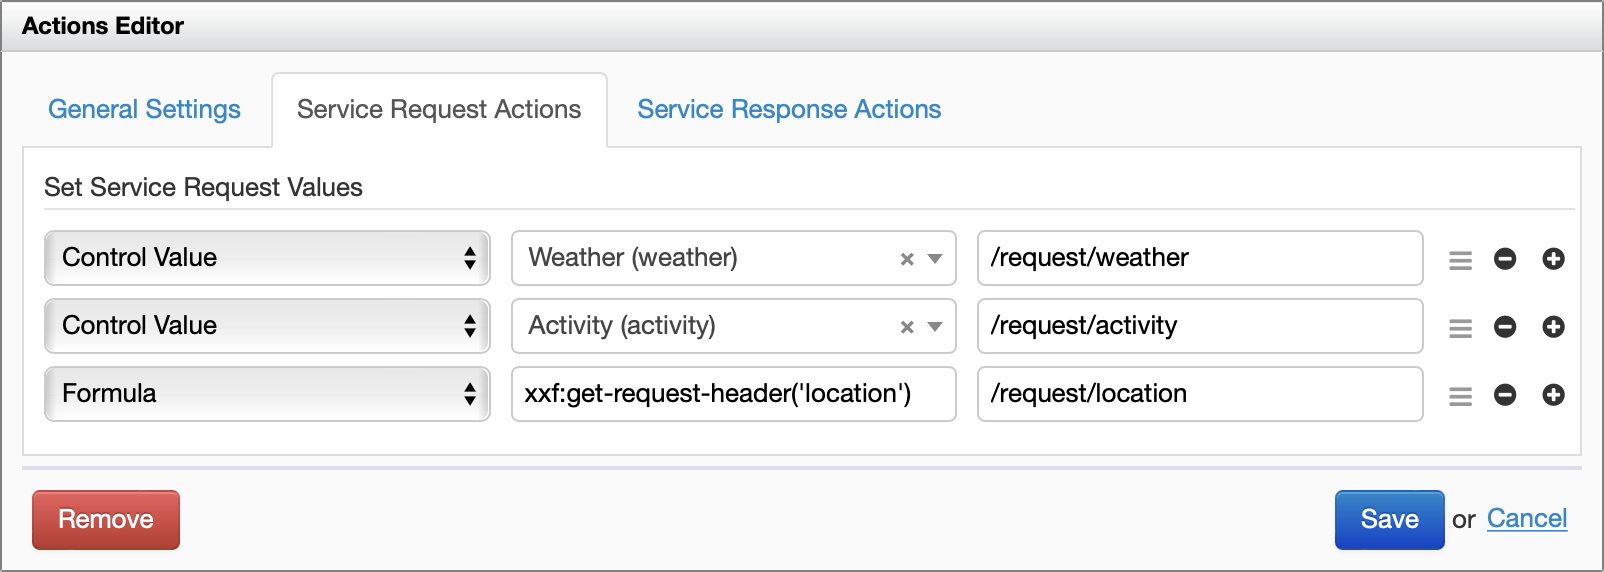 Actions Editor
General Settings Service Request Actions Service Response Actions
Set Service Request Values
Control Value Weather (weather) × /request/weather
Control Value Activity (activity) × /request/activity
Formula xxf:get-request-header('location') /request/location
Remove Save or Cancel